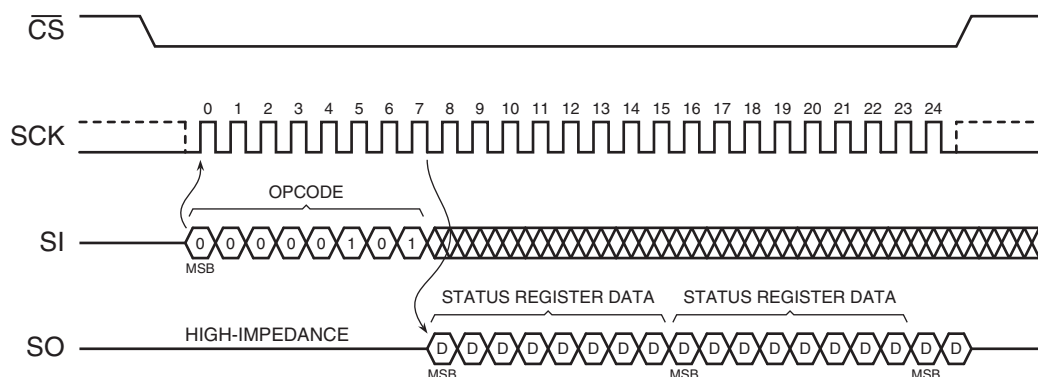 CS
0 1 2 3 4 5 6 7 8 9 10 11 12 13 14 15 16 17 18 19 20 21 22 23 24
SCK
OPCODE
SI 0 0 0 0 0 1 0 1
MSB
STATUS REGISTER DATA STATUS REGISTER DATA
HIGH-IMPEDANCE
SO D D D D D D D D D D D D D D D D D D
MSB MSB MSB